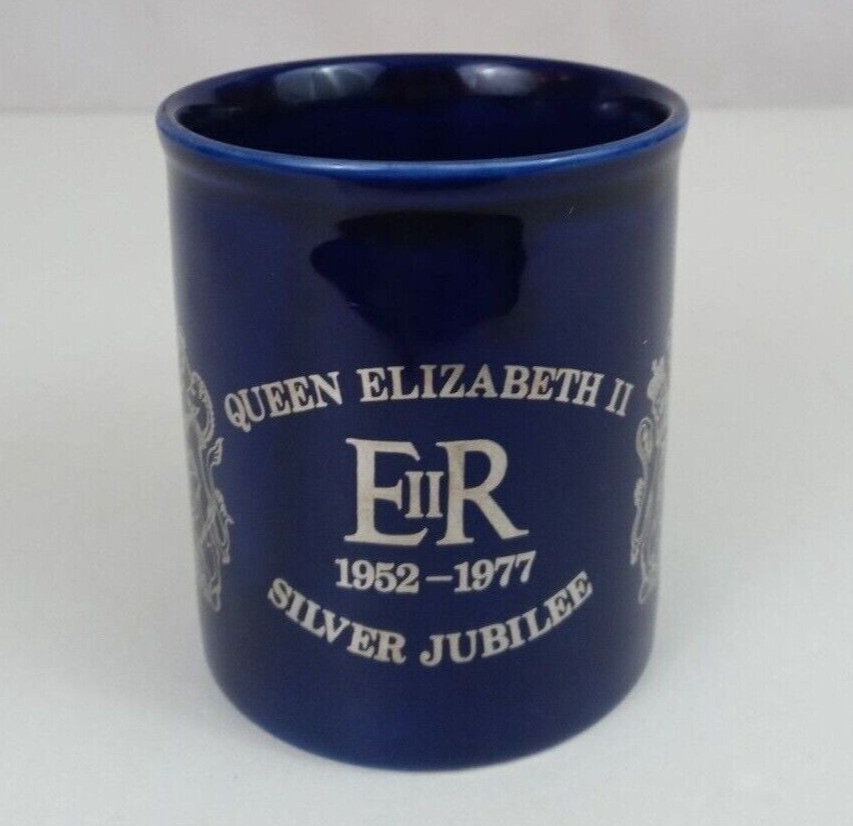 QUEEN ELIZABETH II
EIIR
1952–1977
SILVER JUBILEE